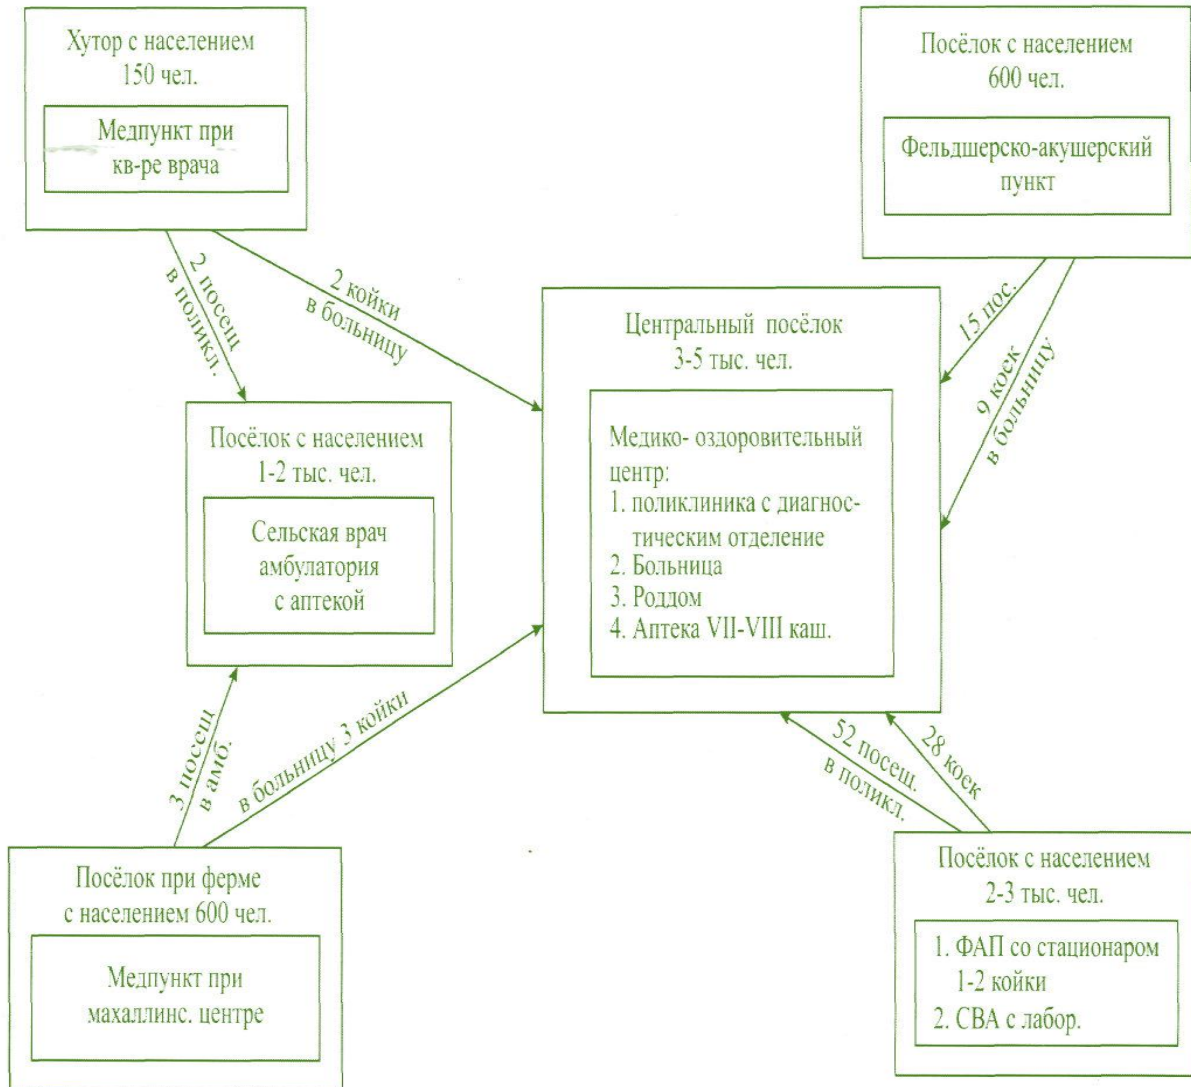 Хутор с населением
150 чел.
Медпункт при
кв-ре врача
Посёлок с населением
600 чел.
Фельдшерско-акушерский
пункт
2 посещ
в поликл.
2 койки
в больницу
15 пос.
9 коек
в больницу
Центральный посёлок
3-5 тыс. чел.
Медико- оздоровительный
центр:
1. поликлиника с диагнос-
тическим отделение
2. Больница
3. Роддом
4. Аптека VII-VIII каш.
Посёлок с населением
1-2 тыс. чел.
Сельская врач
амбулатория
с аптекой
3 посещ
в амб.
в больницу 3 койки
52 посещ.
в поликл.
28 коек
Посёлок при ферме
с населением 600 чел.
Медпункт при
махаллинс. центре
Посёлок с населением
2-3 тыс. чел.
1. ФАП со стационаром
1-2 койки
2. СВА с лабор.